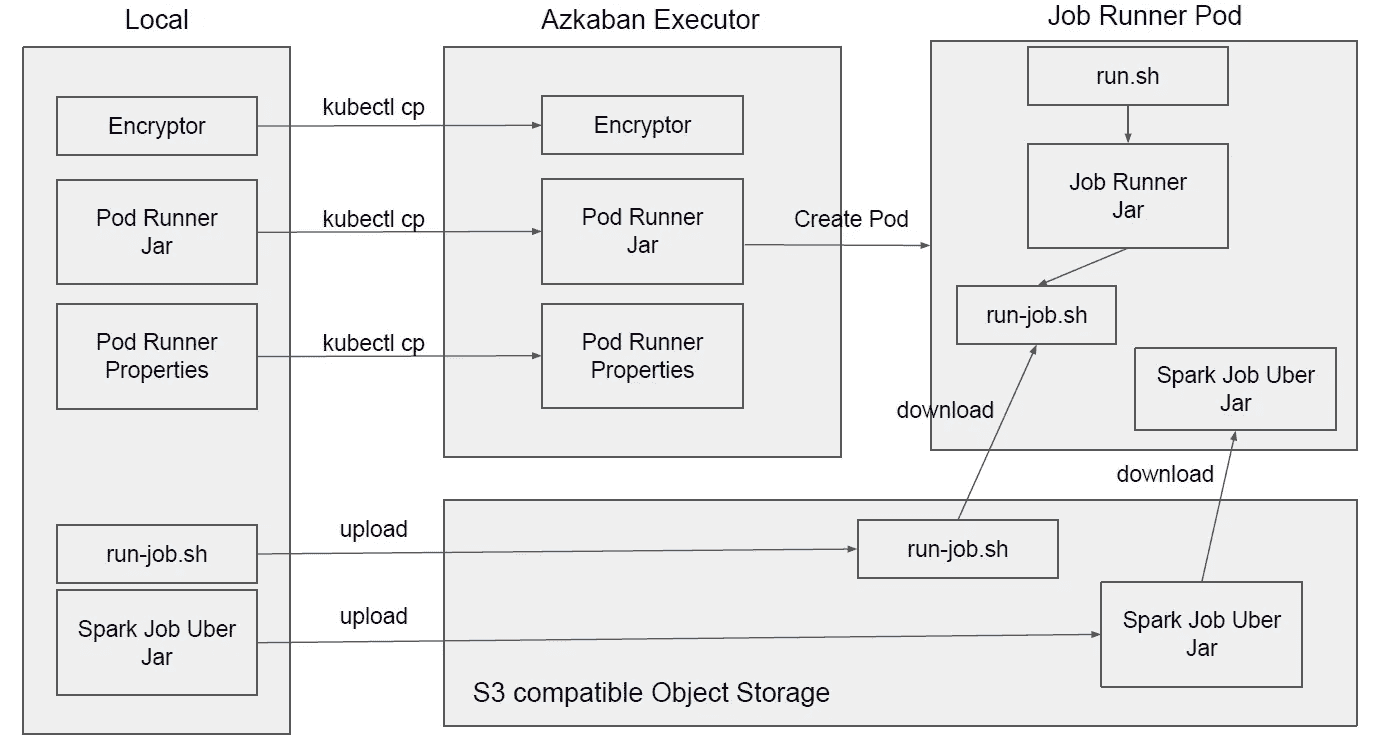 Local
Azkaban Executor
Job Runner Pod
Encryptor
kubectl cp
Encryptor
Pod Runner
Jar
kubectl cp
Pod Runner
Jar
Create Pod
Pod Runner
Properties
kubectl cp
Pod Runner
Properties
run.sh
Job Runner
Jar
run-job.sh
Spark Job Uber
Jar
download
download
run-job.sh
upload
run-job.sh
Spark Job Uber
Jar
upload
Spark Job Uber
Jar
S3 compatible Object Storage